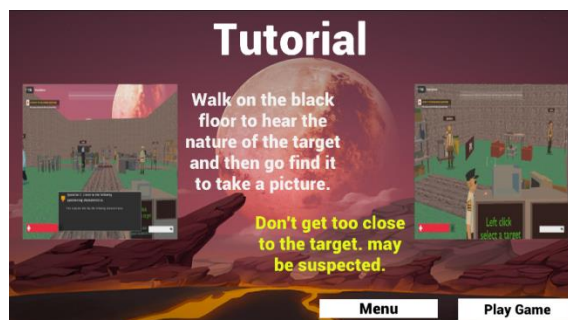 Tutorial
Walk on the black
floor to hear the
nature of the target
and then go find it
to take a picture.
Don't get too close
to the target. may
be suspected.
Left click
select a target
Menu
Play Game